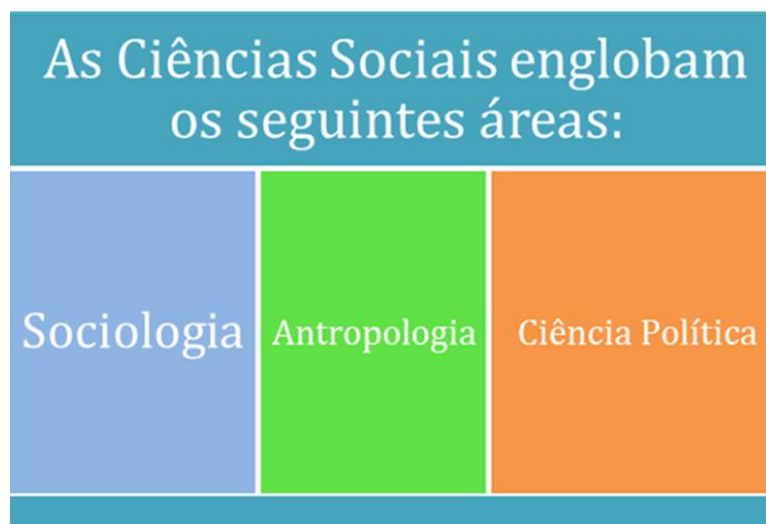 As Ciências Sociais englobam
os seguintes áreas:
Sociologia
Antropologia
Ciência Política